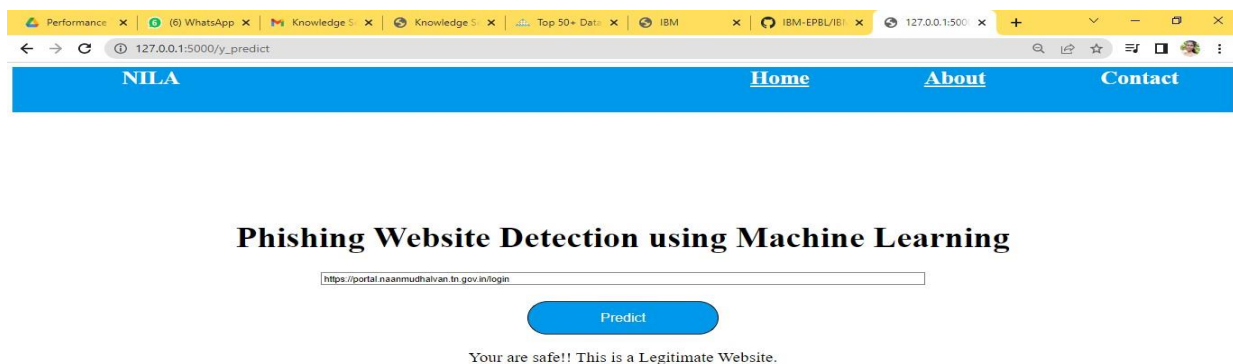 Performance
(6) WhatsApp
Knowledge S
Knowledge S
Top 50+ Data
IBM
IBM-EPBL/IB
127.0.0.1:500
127.0.0.1:5000/y_predict
NILA Home About Contact
Phishing Website Detection using Machine Learning
https://portal.naanmudhalvan.tn.gov.in/login
Predict
Your are safe!! This is a Legitimate Website.